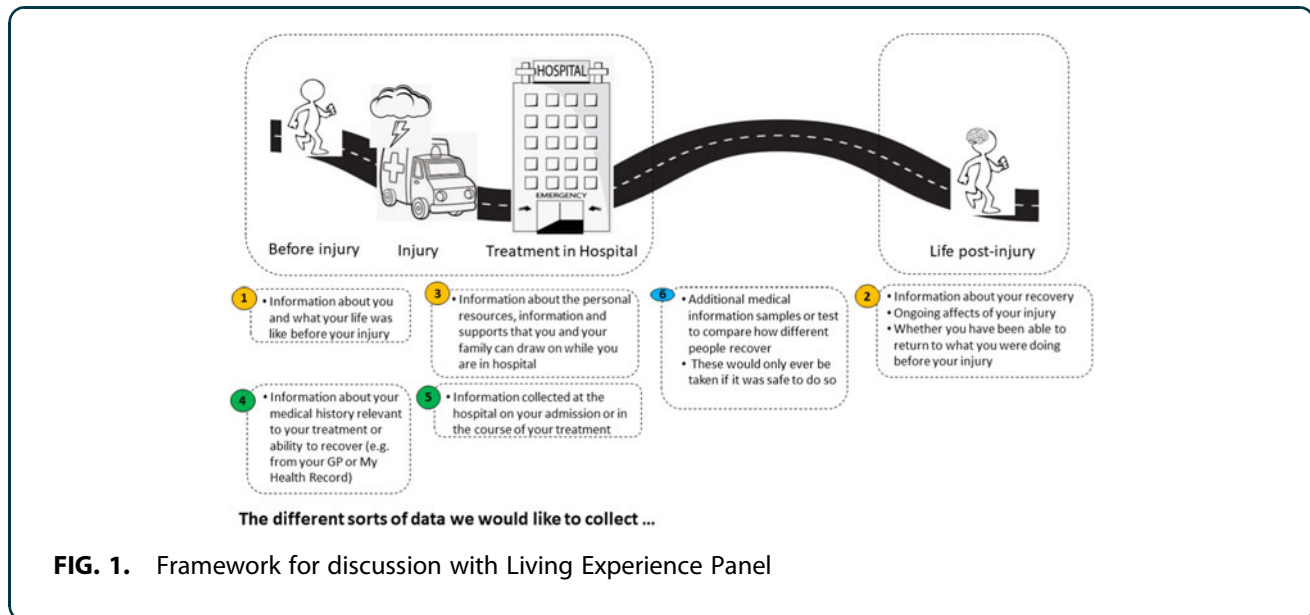 HOSPITAL
EMERGENCY
Before injury
Injury
Treatment in Hospital
Life post-injury
1
• Information about you
and what your life was
like before your injury
3
• Information about the personal
resources, information and
supports that you and your
family can draw on while you
are in hospital
6
• Additional medical
information samples or test
to compare how different
people recover
• These would only ever be
taken if it was safe to do so
2
• Information about your recovery
• Ongoing affects of your injury
• Whether you have been able to
return to what you were doing
before your injury
4
• Information about your
medical history relevant
to your treatment or
ability to recover (e.g.
from your GP or My
Health Record)
5
• Information collected at the
hospital on your admission or in
the course of your treatment
The different sorts of data we would like to collect ...
FIG. 1. Framework for discussion with Living Experience Panel